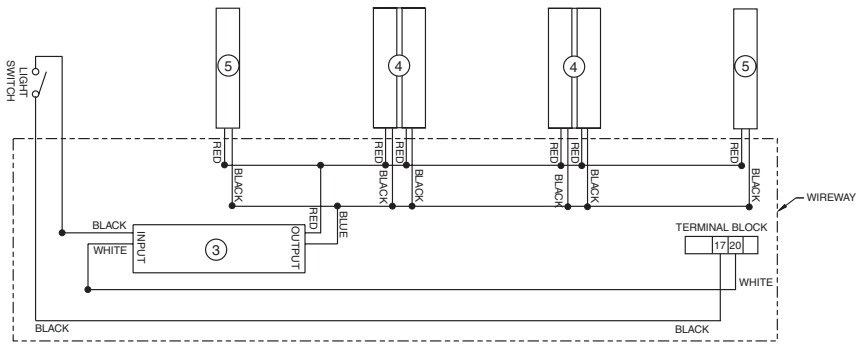 5
4
4
5
LIGHT
SWITCH
RED
BLACK
RED
RED
BLACK
BLACK
RED
RED
BLACK
BLACK
RED
BLACK
WIREWAY
BLACK
WHITE
INPUT
3
OUTPUT
RED
BLUE
TERMINAL BLOCK
17 20
WHITE
BLACK
BLACK